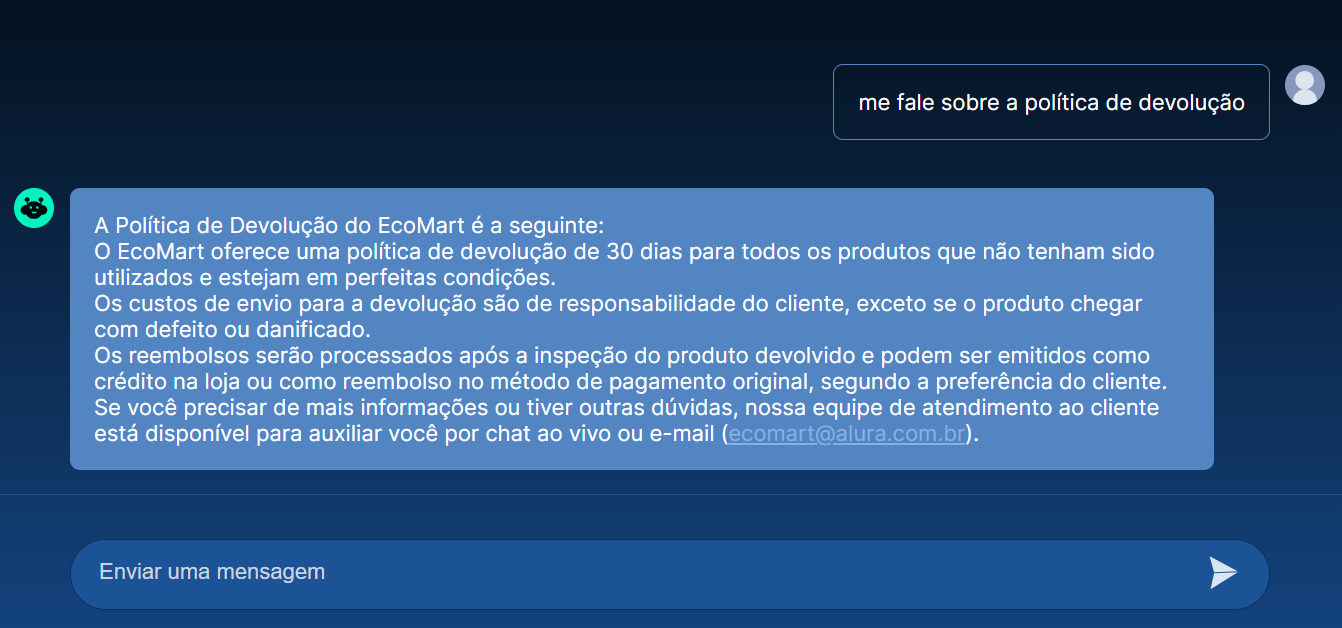 me fale sobre a política de devolução
A Política de Devolução do EcoMart é a seguinte:
O EcoMart oferece uma política de devolução de 30 dias para todos os produtos que não tenham sido
utilizados e estejam em perfeitas condições.
Os custos de envio para a devolução são de responsabilidade do cliente, exceto se o produto chegar
com defeito ou danificado.
Os reembolsos serão processados após a inspeção do produto devolvido e podem ser emitidos como
crédito na loja ou como reembolso no método de pagamento original, segundo a preferência do cliente.
Se você precisar de mais informações ou tiver outras dúvidas, nossa equipe de atendimento ao cliente
está disponível para auxiliar você por chat ao vivo ou e-mail (ecomart@alura.com.br).
Enviar uma mensagem